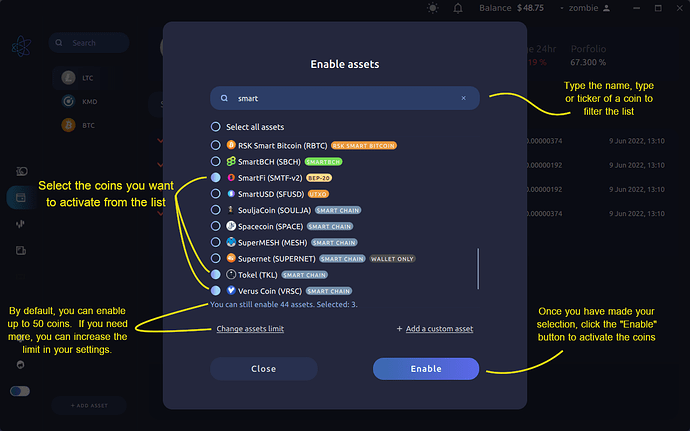 Balance $ 48.75
zombie
Search
LTC
KMD
BTC
+ ADD ASSET
Enable assets
smart
Select all assets
RSK Smart Bitcoin (RBTC) RSK SMART BITCOIN
SmartBCH (SBCH) SMARTBCH
SmartFi (SMTF-v2) BEP-20
SmartUSD (SFUSD) UTXO
SouljaCoin (SOULJA) SMART CHAIN
Spacecoin (SPACE) SMART CHAIN
SuperMESH (MESH) SMART CHAIN
Supernet (SUPERNET) SMART CHAIN WALLET ONLY
Tokel (TKL) SMART CHAIN
Verus Coin (VRSC) SMART CHAIN
You can still enable 44 assets. Selected: 3.
Change assets limit
+ Add a custom asset
Close
Enable
24hr
Porfolio
19 %
67.300 %
0.00000374
9 Jun 2022, 13:10
0.00000192
9 Jun 2022, 13:10
0.00000192
9 Jun 2022, 13:10
0.00000374
9 Jun 2022, 13:10
Type the name, type
or ticker of a coin to
filter the list
Select the coins you want
to activate from the list
By default, you can enable
up to 50 coins. If you need
more, you can increase the
limit in your settings.
Once you have made your
selection, click the "Enable"
button to activate the coins